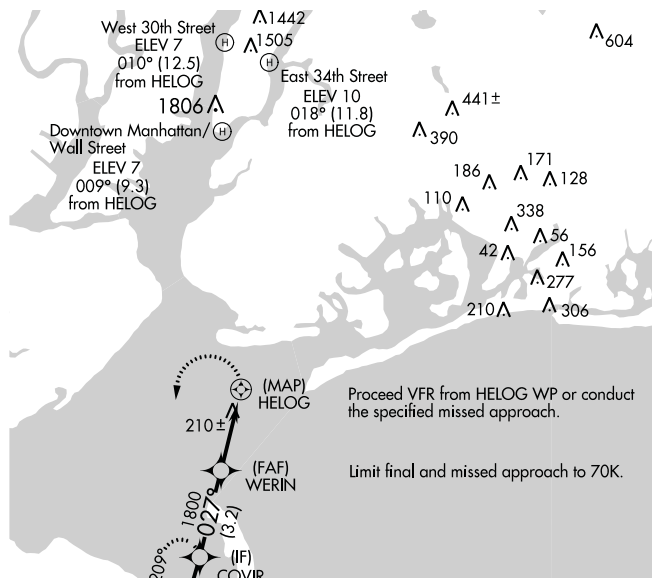 1442
West 30th Street
ELEV 7
010° (12.5)
from HELOG
1505
604
H
H
East 34th Street
ELEV 10
018° (11.8)
from HELOG
1806
441±
390
Downtown Manhattan/
Wall Street
H
ELEV 7
009° (9.3)
from HELOG
171
186
128
110
338
56
42
156
277
210
306
(MAP)
HELOG
210±
Proceed VFR from HELOG WP or conduct
the specified missed approach.
(FAF)
WERIN
Limit final and missed approach to 70K.
1800
027°
(3.2)
209°
(IF)
COVIR